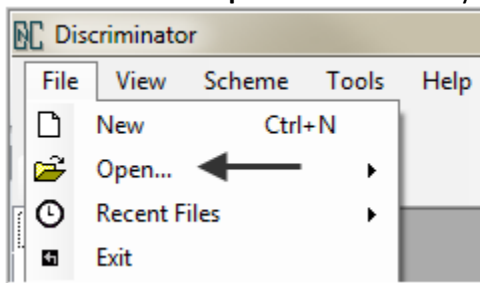 Discriminator
File View Scheme Tools Help
New Ctrl+N
Open...
Recent Files
Exit